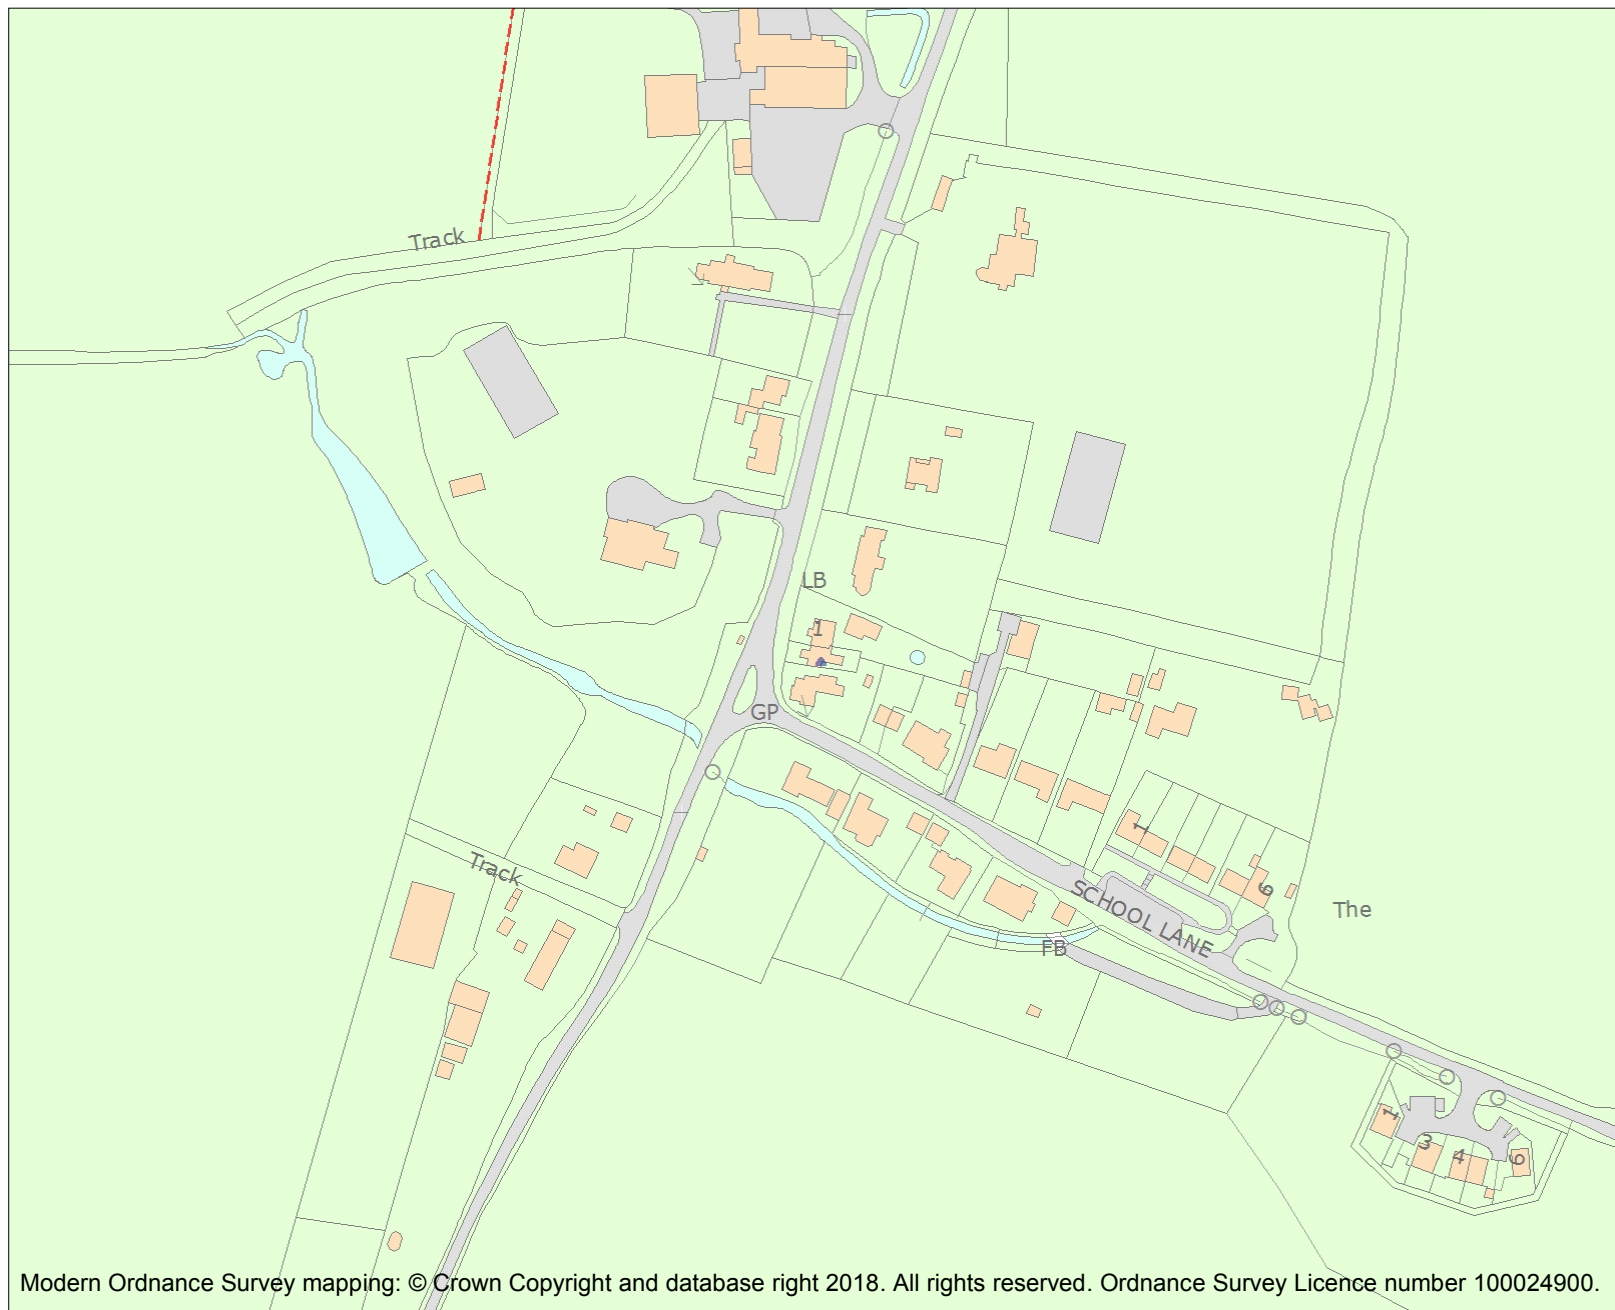 Track
LB
1
GP
1
Track
6
SCHOOL LANE
The
FB
1
3
4
6
Modern Ordnance Survey mapping: © Crown Copyright and database right 2018. All rights reserved. Ordnance Survey Licence number 100024900.